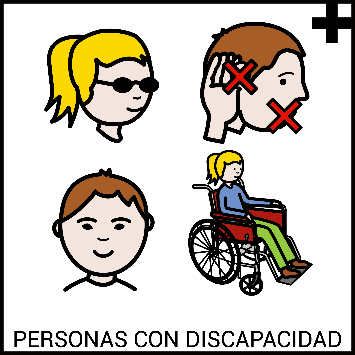 PERSONAS CON DISCAPACIDAD